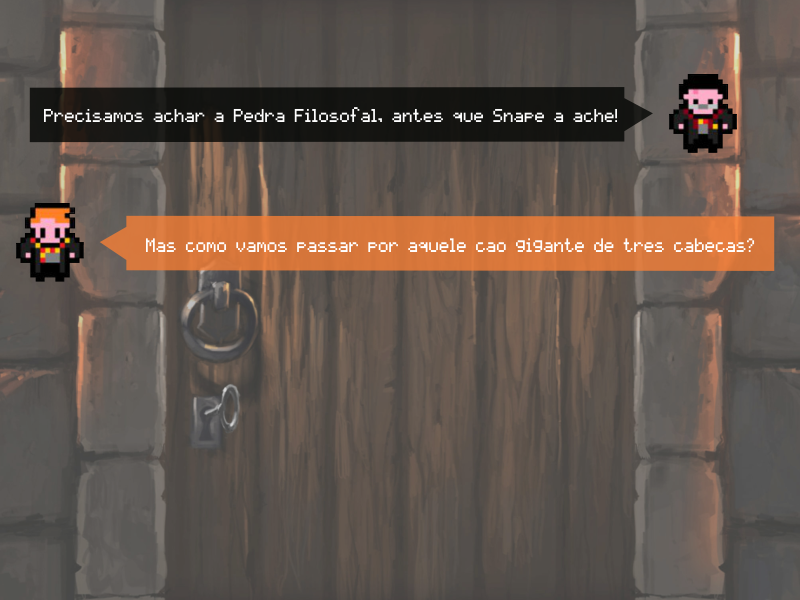 Precisamos achar a Pedra Filosofal, antes que Snape a ache!
Mas como vamos passar por aquele cao gigante de tres cabecas?